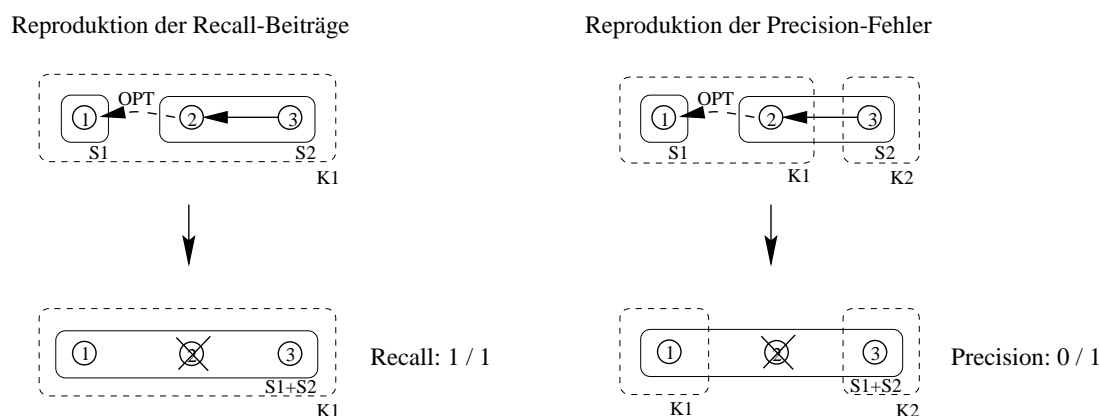 Reproduktion der Recall-Beiträge
Reproduktion der Precision-Fehler
OPT
1
2
3
S1
S2
K1
OPT
1
2
3
S1
S2
K1
K2
1
2
3
S1+S2
K1
Recall: 1 / 1
1
2
3
S1+S2
K1
K2
Precision: 0 / 1